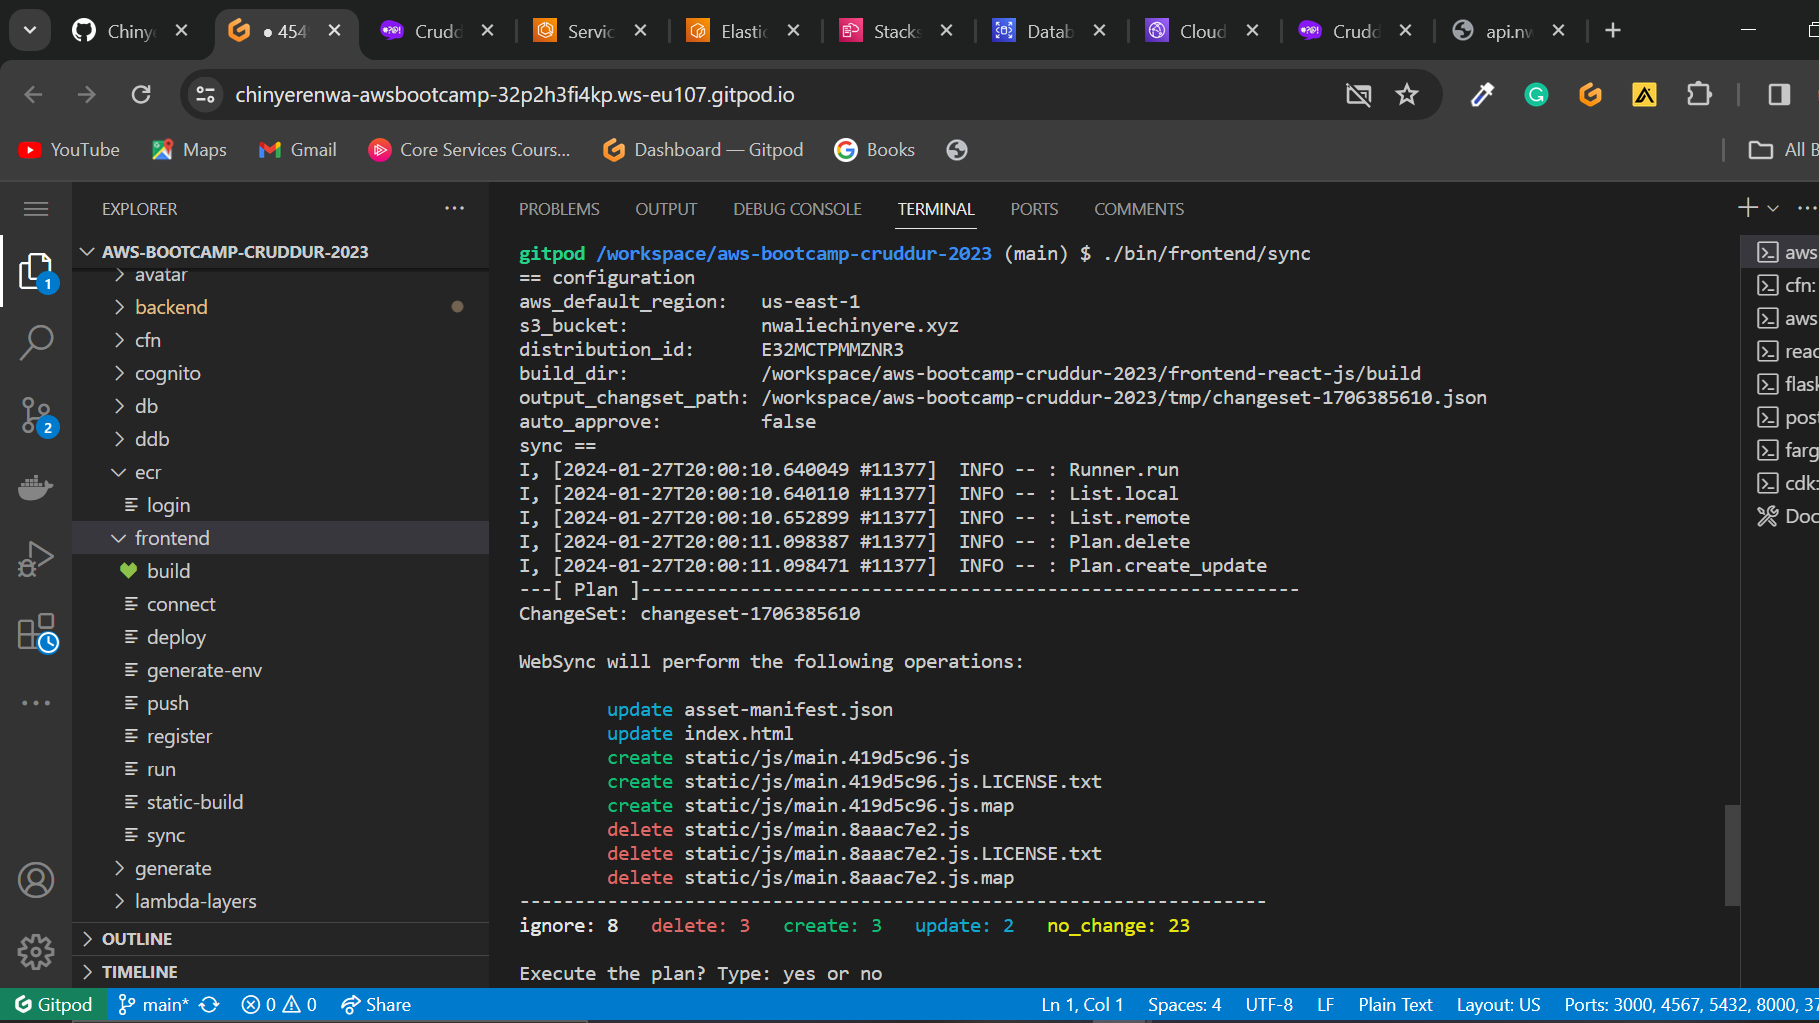 Chinye
454
Crudd
Servic
Elastic
Stacks
Datab
Cloud
Crudd
api.nw
chinyerenwa-awsbootcamp-32p2h3fi4kp.ws-eu107.gitpod.io
YouTube
Maps
Gmail
Core Services Cours...
Dashboard — Gitpod
Books
All B
EXPLORER
AWS-BOOTCAMP-CRUDDUR-2023
avatar
backend
cfn
cognito
db
ddb
ecr
login
frontend
build
connect
deploy
generate-env
push
register
run
static-build
sync
generate
lambda-layers
OUTLINE
TIMELINE
1
2
PROBLEMS OUTPUT DEBUG CONSOLE TERMINAL PORTS COMMENTS
gitpod /workspace/aws-bootcamp-cruddur-2023 (main) $ ./bin/frontend/sync
== configuration
aws_default_region: us-east-1
s3_bucket: nwaliechinyere.xyz
distribution_id: E32MCTPMMZNR3
build_dir: /workspace/aws-bootcamp-cruddur-2023/frontend-react-js/build
output_changset_path: /workspace/aws-bootcamp-cruddur-2023/tmp/changeset-1706385610.json
auto_approve: false
sync ==
I, [2024-01-27T20:00:10.640049 #11377] INFO -- : Runner.run
I, [2024-01-27T20:00:10.640110 #11377] INFO -- : List.local
I, [2024-01-27T20:00:10.652899 #11377] INFO -- : List.remote
I, [2024-01-27T20:00:11.098387 #11377] INFO -- : Plan.delete
I, [2024-01-27T20:00:11.098471 #11377] INFO -- : Plan.create_update
---[ Plan ]------------------------------------------------------------
ChangeSet: changeset-1706385610
WebSync will perform the following operations:
update asset-manifest.json
update index.html
create static/js/main.419d5c96.js
create static/js/main.419d5c96.js.LICENSE.txt
create static/js/main.419d5c96.js.map
delete static/js/main.8aaac7e2.js
delete static/js/main.8aaac7e2.js.LICENSE.txt
delete static/js/main.8aaac7e2.js.map
--------------------------------------------------------------------
ignore: 8 delete: 3 create: 3 update: 2 no_change: 23
Execute the plan? Type: yes or no
aws
cfn:
aws
reac
flask
post
farg
cdk:
Doc
Gitpod main* 0 0 Share Ln 1, Col 1 Spaces: 4 UTF-8 LF Plain Text Layout: US Ports: 3000, 4567, 5432, 8000, 37